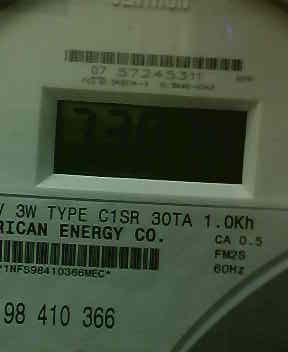 07 57245311
V 3W TYPE C1SR 30TA 1.0Kh
RICAN ENERGY CO.
CA 0.5
FM2S
60Hz
*1NFS98410366MEC*
98 410 366